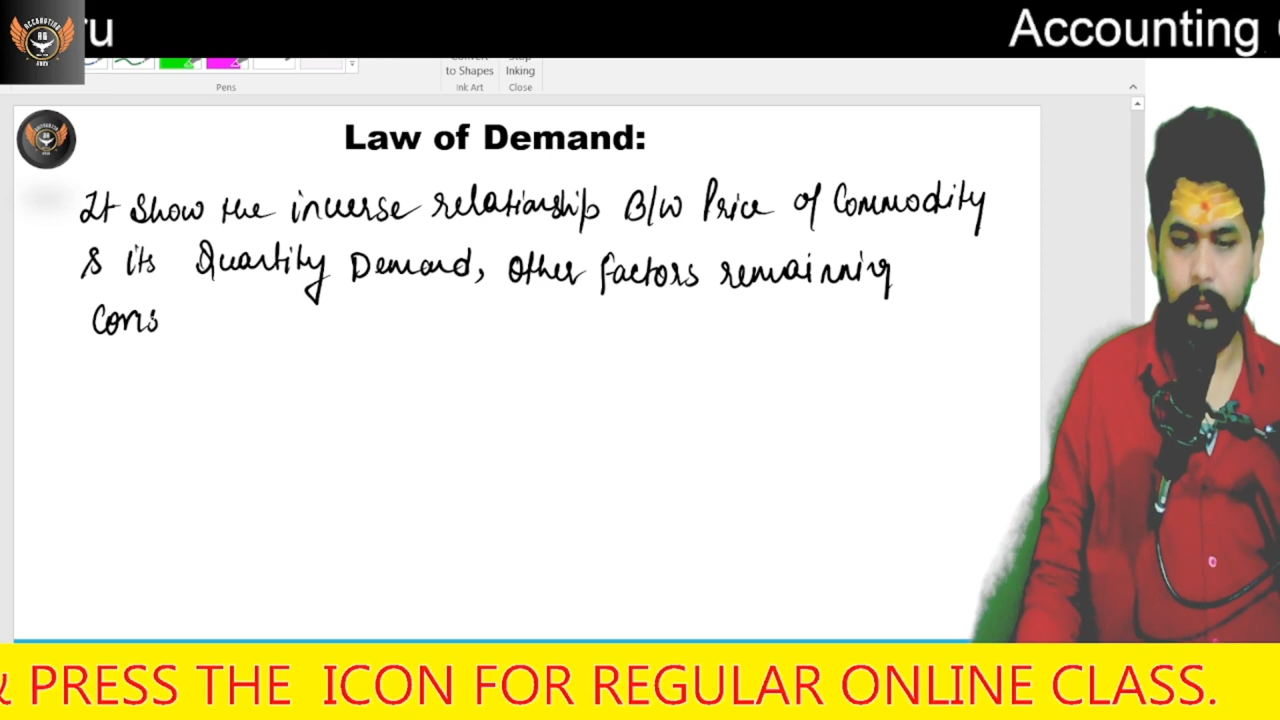 ru
Accounting
to Shapes
Inking
Pens
Ink Art
Close
Law of Demand:
It show the inverse relationship B/W Price of Commodity
& its Quantity Demand, other factors remaining
Cons
& PRESS THE ICON FOR REGULAR ONLINE CLASS.